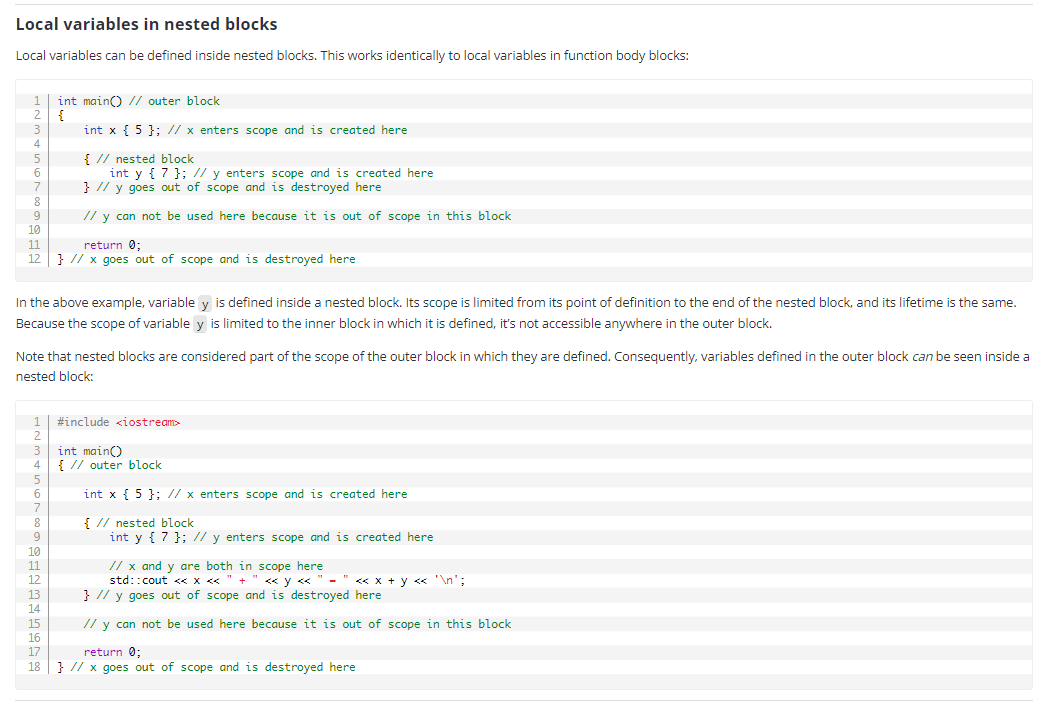 Local variables in nested blocks
Local variables can be defined inside nested blocks. This works identically to local variables in function body blocks:
1 int main() // outer block
2 {
3     int x { 5 }; // x enters scope and is created here
4
5     { // nested block
6         int y { 7 }; // y enters scope and is created here
7     } // y goes out of scope and is destroyed here
8
9     // y can not be used here because it is out of scope in this block
10
11     return 0;
12 } // x goes out of scope and is destroyed here
In the above example, variable y is defined inside a nested block. Its scope is limited from its point of definition to the end of the nested block, and its lifetime is the same.
Because the scope of variable y is limited to the inner block in which it is defined, it's not accessible anywhere in the outer block.
Note that nested blocks are considered part of the scope of the outer block in which they are defined. Consequently, variables defined in the outer block can be seen inside a
nested block:
1 #include <iostream>
2
3 int main()
4 { // outer block
5
6     int x { 5 }; // x enters scope and is created here
7
8     { // nested block
9         int y { 7 }; // y enters scope and is created here
10
11         // x and y are both in scope here
12         std::cout << x << " + " << y << " = " << x + y << '\n';
13     } // y goes out of scope and is destroyed here
14
15     // y can not be used here because it is out of scope in this block
16
17     return 0;
18 } // x goes out of scope and is destroyed here